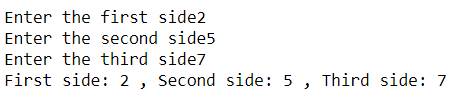 Enter the first side2
Enter the second side5
Enter the third side7
First side: 2 , Second side: 5 , Third side: 7